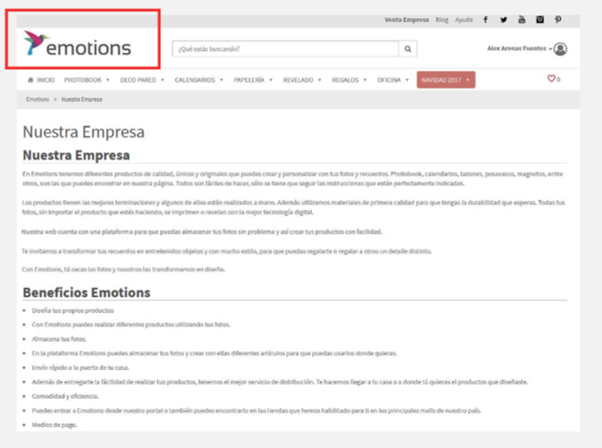 Venta Empresa Blog Ayuda
emotions
¿Qué estás buscando?
Alex Arenas Fuentes
INICIO PHOTOBOOK DECO PARED CALENDARIOS PAPELERÍA REVELADO REGALOS OFICINA NAVIDAD 2017 0
Emotions > Nuestra Empresa
Nuestra Empresa
Nuestra Empresa
En Emotions tenemos diferentes productos de calidad, únicos y originales que puedes crear y personalizar con tus fotos y recuerdos. Photobook, calendarios, tazones, posavasos, magnetos, entre
otros, son las que puedes encontrar en nuestra página. Todos son fáciles de hacer, sólo se tiene que seguir las instrucciones que están perfectamente indicadas.
Los productos tienen las mejores terminaciones y algunos de ellos están realizados a mano. Además utilizamos materiales de primera calidad para que tengas la durabilidad que esperas. Todas tus
fotos, sin importar el producto que estás haciendo, se imprimen o revelan con la mejor tecnología digital.
Nuestra web cuenta con una plataforma para que puedas almacenar tus fotos sin problema y así crear tus productos con facilidad.
Te invitamos a transformar tus recuerdos en entretenidos objetos y con mucho estilo, para que puedas regalarte o regalar a otros un detalle distinto.
Con Emotions, tú sacas las fotos y nosotros las transformamos en diseño.
Beneficios Emotions
• Diseña tus propios productos
• Con Emotions puedes realizar diferentes productos utilizando tus fotos.
• Almacena tus fotos.
• En la plataforma Emotions puedes almacenar tus fotos y crear con ellas diferentes artículos para que puedas usarlos donde quieras.
• Envío rápido a la puerta de tu casa.
• Además de entregarte la facilidad de realizar tus productos, tenemos el mejor servicio de distribución. Te hacemos llegar a tu casa o a donde tú quieras el productos que diseñaste.
• Comodidad y eficiencia.
• Puedes entrar a Emotions desde nuestro portal o también puedes encontrarlo en las tiendas que hemos habilitado para ti en los principales malls de nuestro país.
• Medios de pago.